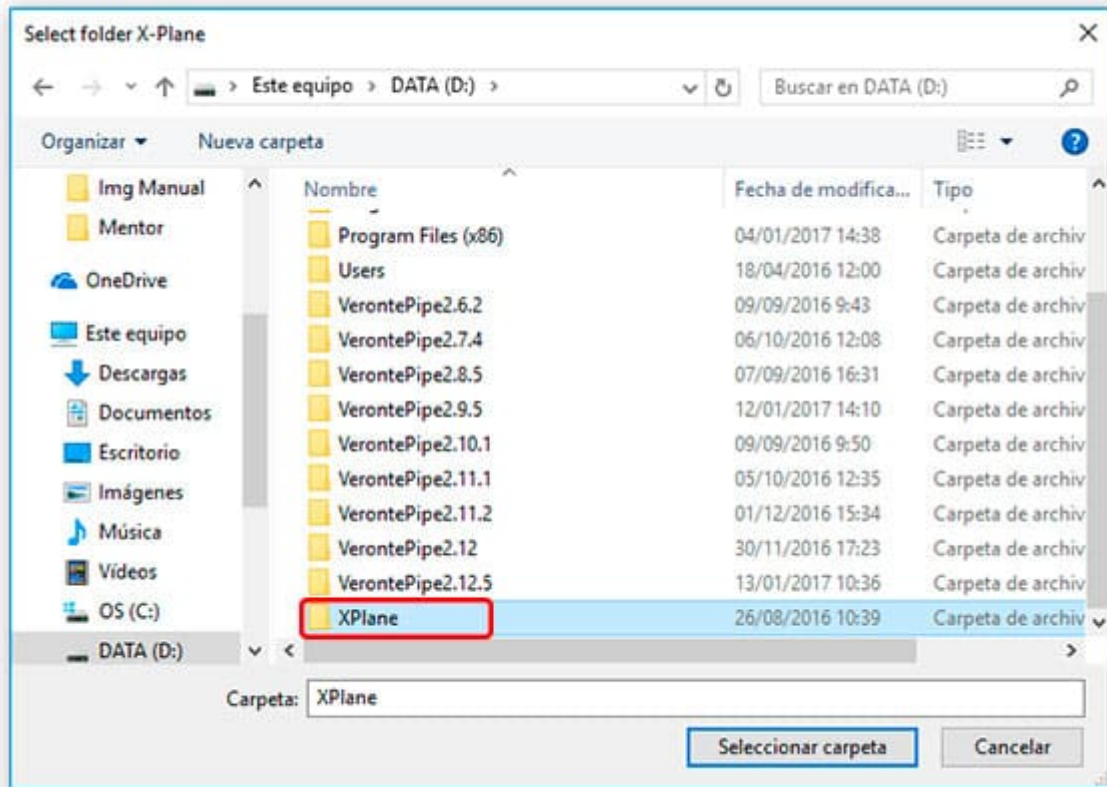 Select folder X-Plane
Este equipo > DATA (D:) >
Buscar en DATA (D:)
Organizar
Nueva carpeta
Img Manual
Mentor
OneDrive
Este equipo
Descargas
Documentos
Escritorio
Imágenes
Música
Vídeos
OS (C:)
DATA (D:)
Nombre Fecha de modifica... Tipo
Program Files (x86) 04/01/2017 14:38 Carpeta de archiv
Users 18/04/2016 12:00 Carpeta de archiv
VerontePipe2.6.2 09/09/2016 9:43 Carpeta de archiv
VerontePipe2.7.4 06/10/2016 12:08 Carpeta de archiv
VerontePipe2.8.5 07/09/2016 16:31 Carpeta de archiv
VerontePipe2.9.5 12/01/2017 14:10 Carpeta de archiv
VerontePipe2.10.1 09/09/2016 9:50 Carpeta de archiv
VerontePipe2.11.1 05/10/2016 12:35 Carpeta de archiv
VerontePipe2.11.2 01/12/2016 15:34 Carpeta de archiv
VerontePipe2.12 30/11/2016 17:23 Carpeta de archiv
VerontePipe2.12.5 13/01/2017 10:36 Carpeta de archiv
XPlane 26/08/2016 10:39 Carpeta de archiv
Carpeta: XPlane
Seleccionar carpeta
Cancelar